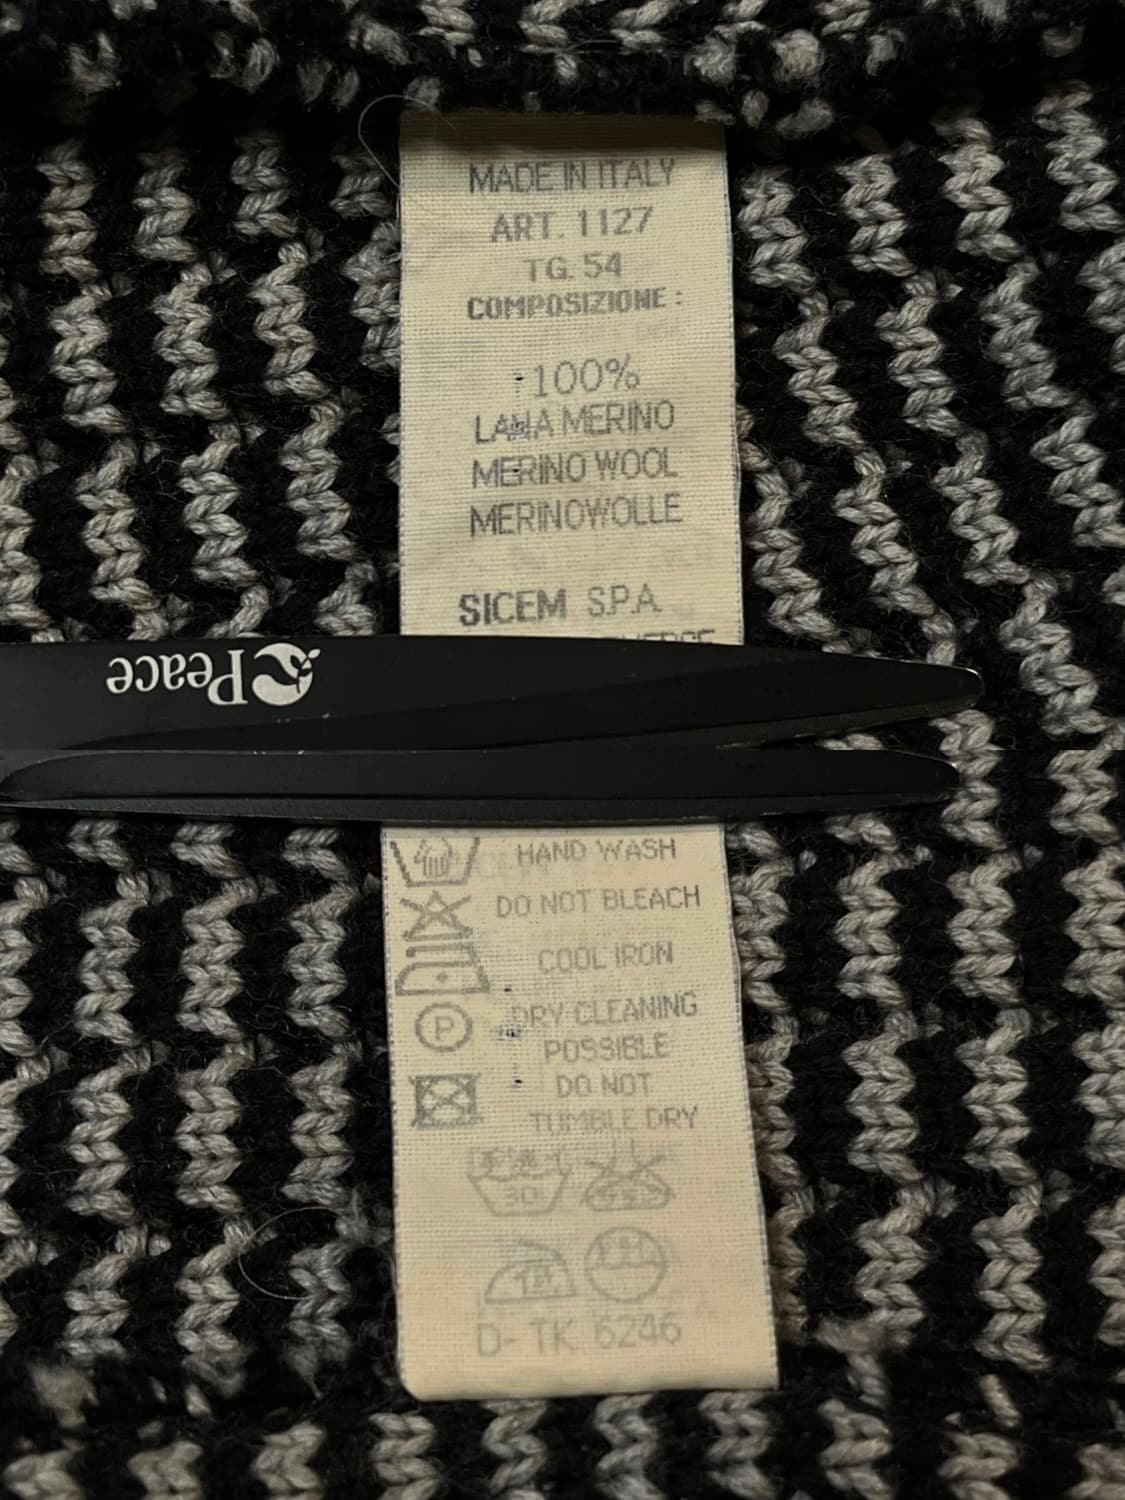 MADE IN ITALY
ART. 1127
TG. 54
COMPOSIZIONE :
100%
LANA MERINO
MERINO WOOL
MERINOWOLLE
SICEM S.P.A.
Peace
HAND WASH
DO NOT BLEACH
COOL IRON
P
DRY CLEANING
POSSIBLE
DO NOT
TUMBLE DRY
30
D- TK. 6246